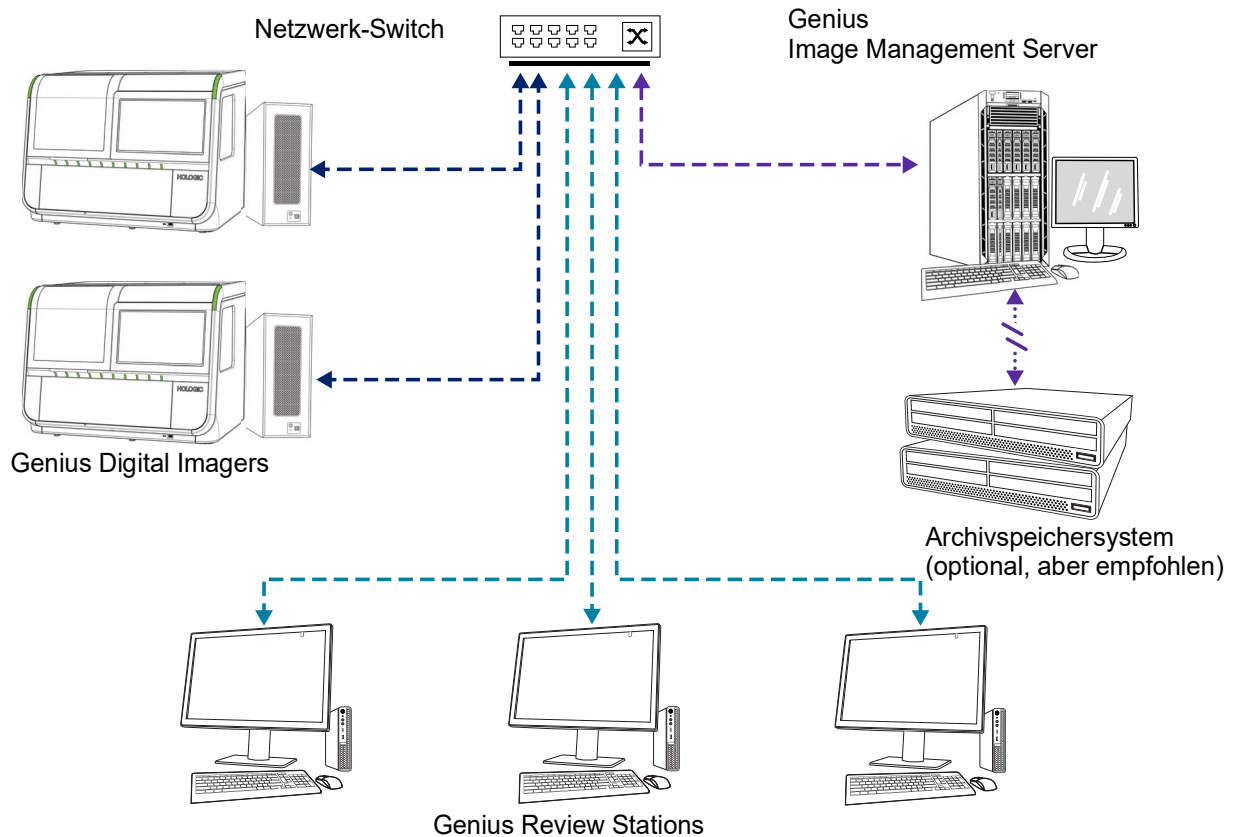 Netzwerk-Switch
Genius
Image Management Server
HOLOGIC
HOLOGIC
Genius Digital Imagers
Archivspeichersystem
(optional, aber empfohlen)
Genius Review Stations